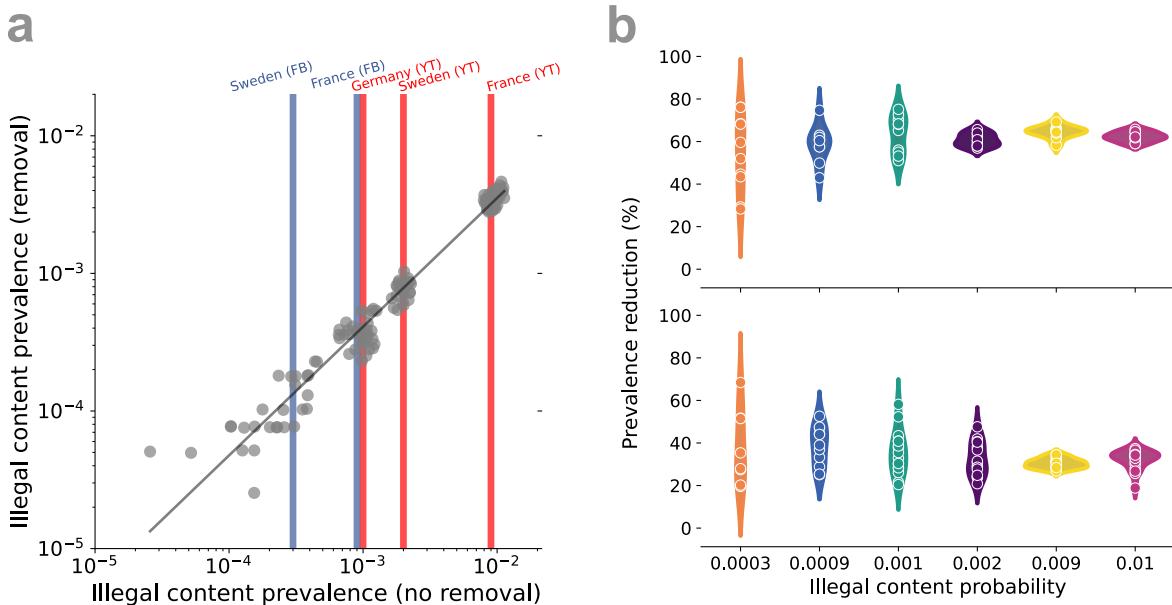 a
Sweden (FB)
France (FB)
Germany (YT)
Sweden (YT)
France (YT)
Illegal content prevalence (removal)
10⁻²
10⁻³
10⁻⁴
10⁻⁵
10⁻⁵
10⁻⁴
10⁻³
10⁻²
Illegal content prevalence (no removal)
b
Prevalence reduction (%)
100
80
60
40
20
0
100
80
60
40
20
0
0.0003
0.0009
0.001
0.002
0.009
0.01
Illegal content probability